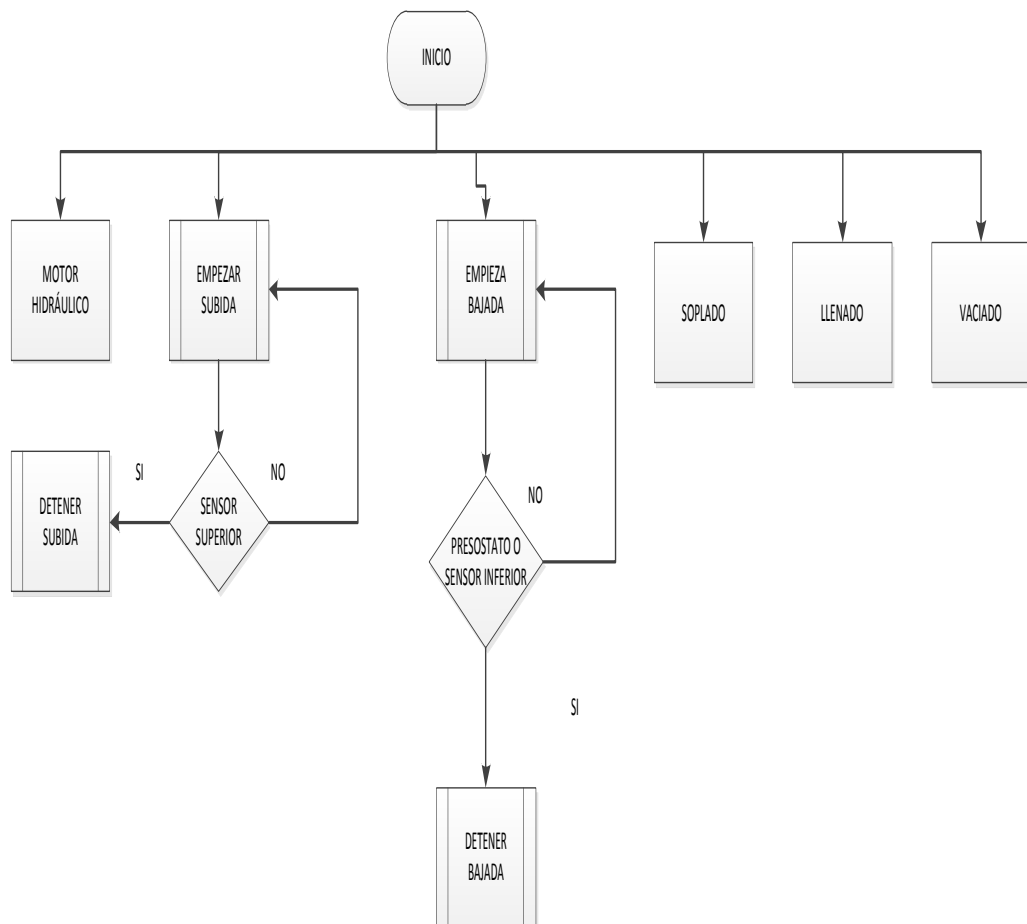 INICIO
MOTOR
HIDRÁULICO
EMPEZAR
SUBIDA
EMPIEZA
BAJADA
SOPLADO
LLENADO
VACIADO
SI
NO
DETENER
SUBIDA
SENSOR
SUPERIOR
NO
PRESOSTATO O
SENSOR INFERIOR
SI
DETENER
BAJADA